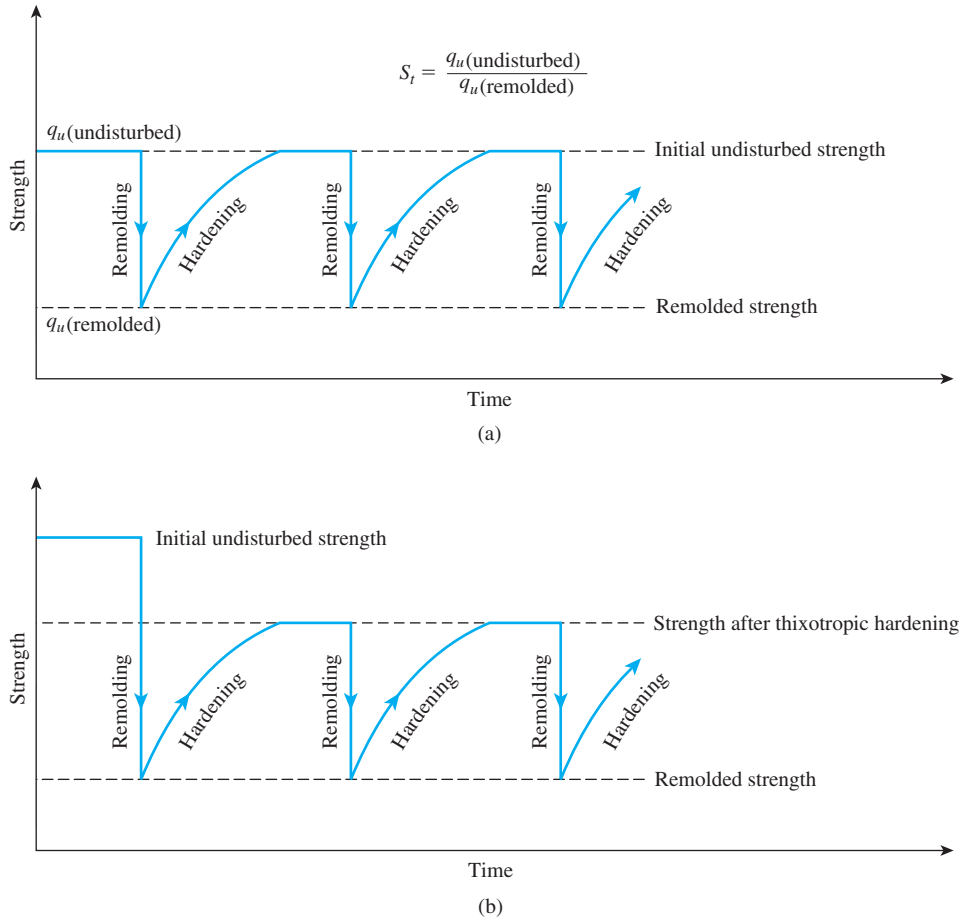 S_t = q_u(undisturbed) / q_u(remolded)
q_u(undisturbed)
Initial undisturbed strength
Strength
Remolding
Hardening
Remolding
Hardening
Remolding
Hardening
q_u(remolded)
Remolded strength
Time
(a)
Initial undisturbed strength
Strength after thixotropic hardening
Strength
Remolding
Hardening
Remolding
Hardening
Remolding
Hardening
Remolded strength
Time
(b)